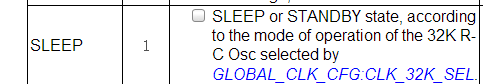 SLEEP
1
SLEEP or STANDBY state, according
to the mode of operation of the 32K R-
C Osc selected by
GLOBAL_CLK_CFG:CLK_32K_SEL.